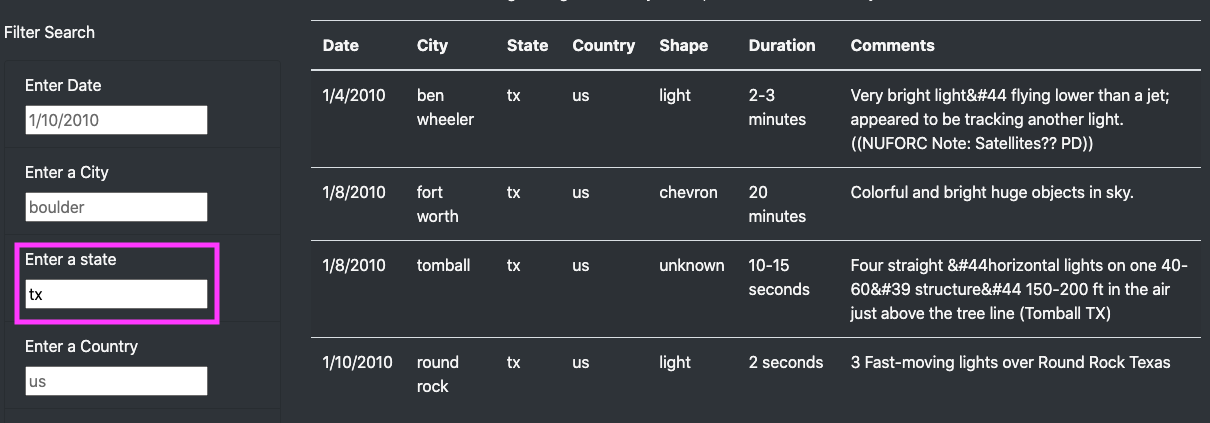 Filter Search
Enter Date
1/10/2010
Enter a City
boulder
Enter a state
tx
Enter a Country
us
Date City State Country Shape Duration Comments
1/4/2010 ben tx us light 2-3 Very bright light&#44 flying lower than a jet;
wheeler minutes appeared to be tracking another light.
((NUFORC Note: Satellites?? PD))
1/8/2010 fort tx us chevron 20 Colorful and bright huge objects in sky.
worth minutes
1/8/2010 tomball tx us unknown 10-15 Four straight &#44horizontal lights on one 40-
seconds 60&#39 structure&#44 150-200 ft in the air
just above the tree line (Tomball TX)
1/10/2010 round tx us light 2 seconds 3 Fast-moving lights over Round Rock Texas
rock